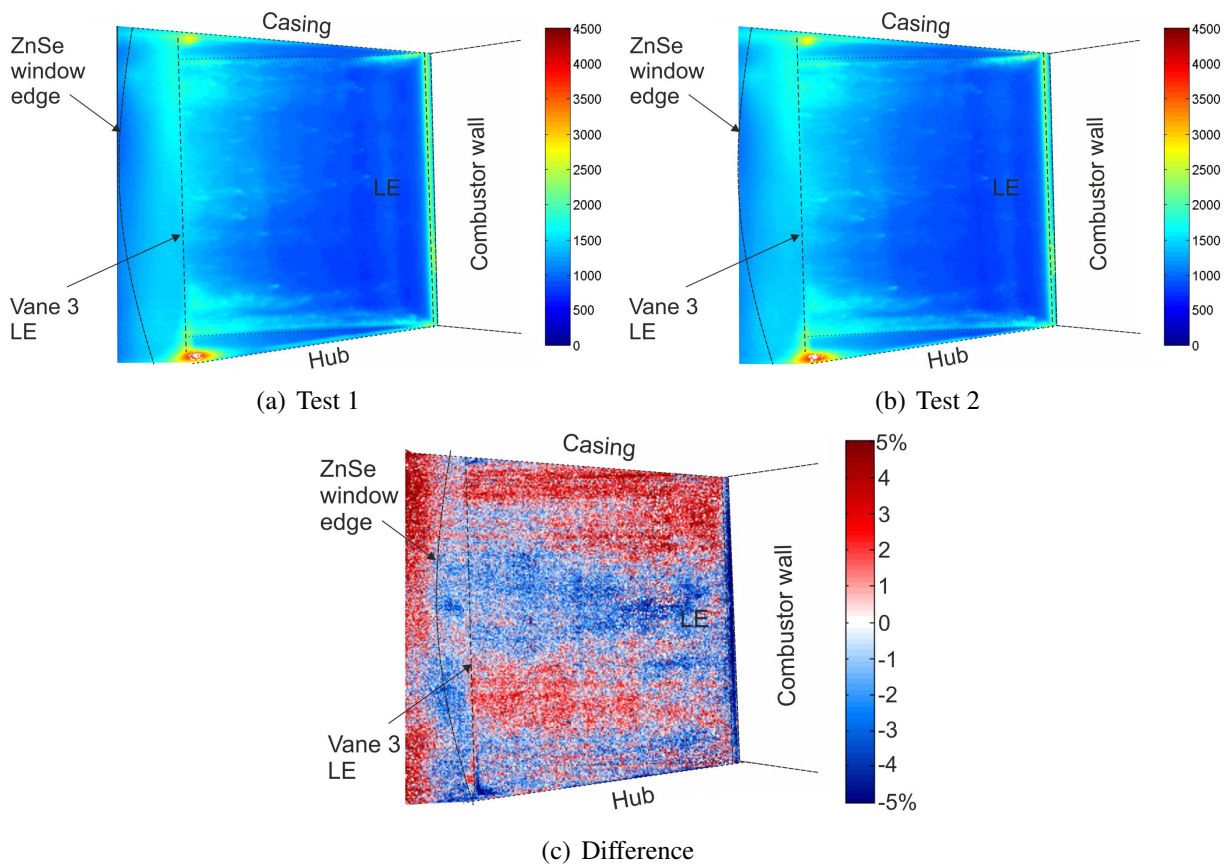 Casing
ZnSe
window
edge
LE
Vane 3
LE
Hub
Combustor wall
4500
4000
3500
3000
2500
2000
1500
1000
500
0
(a) Test 1
Casing
ZnSe
window
edge
LE
Vane 3
LE
Hub
Combustor wall
4500
4000
3500
3000
2500
2000
1500
1000
500
0
(b) Test 2
Casing
ZnSe
window
edge
LE
Vane 3
LE
Hub
Combustor wall
5%
4
3
2
1
0
-1
-2
-3
-4
-5%
(c) Difference